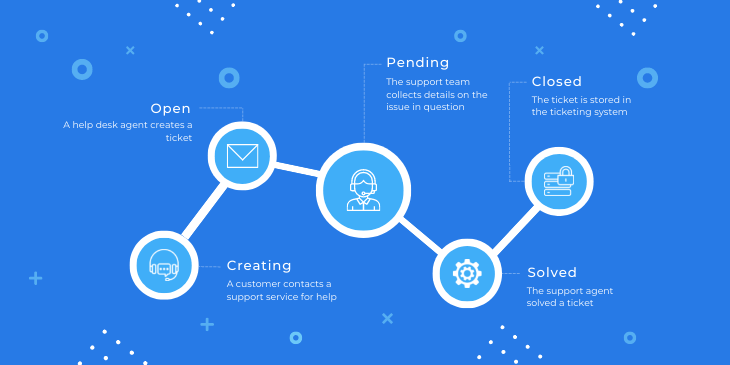 Creating
A customer contacts a
support service for help
Open
A help desk agent creates a
ticket
Pending
The support team
collects details on the
issue in question
Solved
The support agent
solved a ticket
Closed
The ticket is stored in
the ticketing system